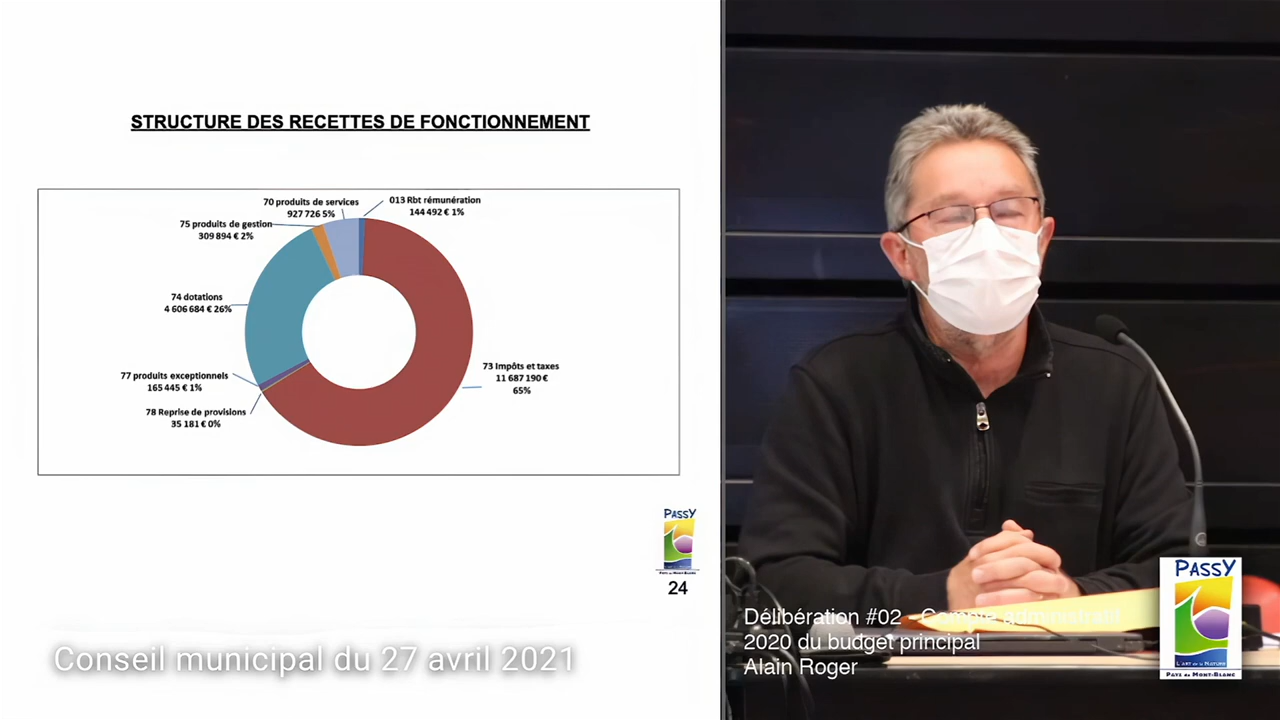 STRUCTURE DES RECETTES DE FONCTIONNEMENT
70 produits de services
927 726 5%
013 Rbt rémunération
144 492 € 1%
75 produits de gestion
309 894 € 2%
74 dotations
4 606 684 € 26%
73 Impôts et taxes
11 687 190 €
65%
77 produits exceptionnels
165 445 € 1%
78 Reprise de provisions
35 181 € 0%
PASSY
PAYS DU MONT-BLANC
24
Conseil municipal du 27 avril 2021
Délibération #02 - Compte administratif
2020 du budget principal
Alain Roger
PASSY
L'ART DE LA NATURE
PAYS DU MONT-BLANC